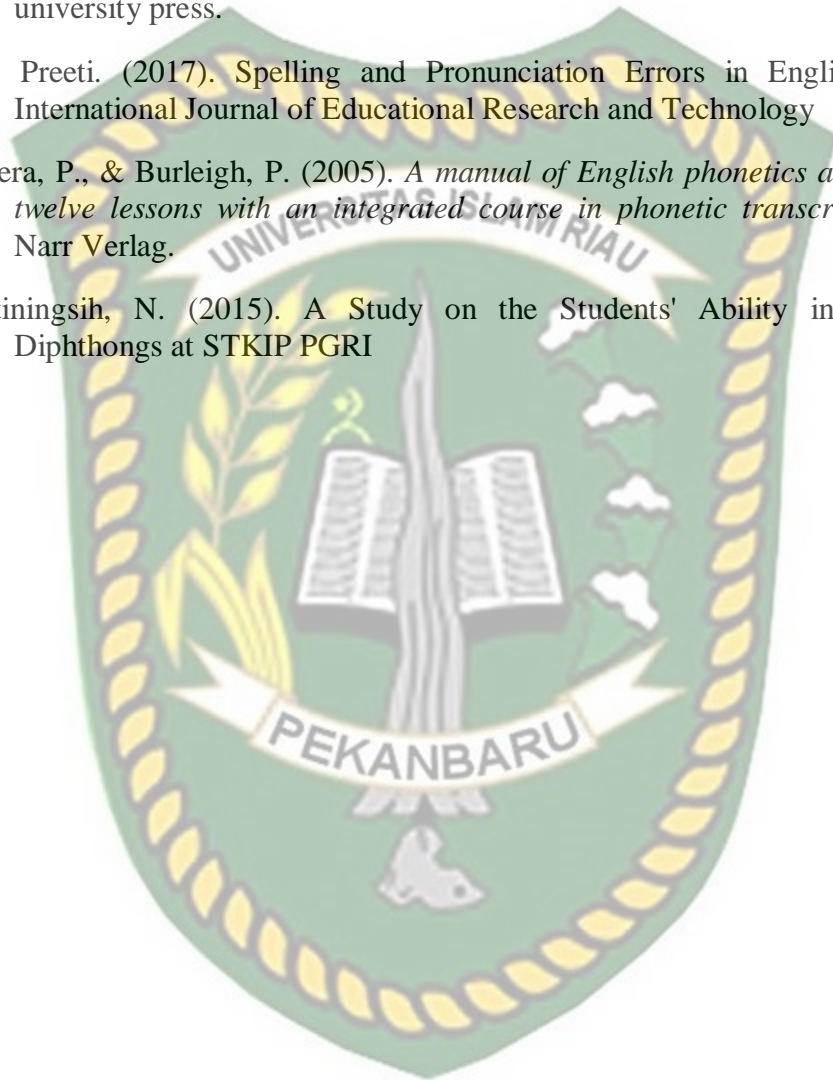 university press.
Preeti. (2017). Spelling and Pronunciation Errors in Engli
International Journal of Educational Research and Technology
era, P., & Burleigh, P. (2005). A manual of English phonetics a
twelve lessons with an integrated course in phonetic transcr
Narr Verlag.
iningsih, N. (2015). A Study on the Students' Ability in
Diphthongs at STKIP PGRI
UNIVERSITAS ISLAM RIAU
PEKANBARU